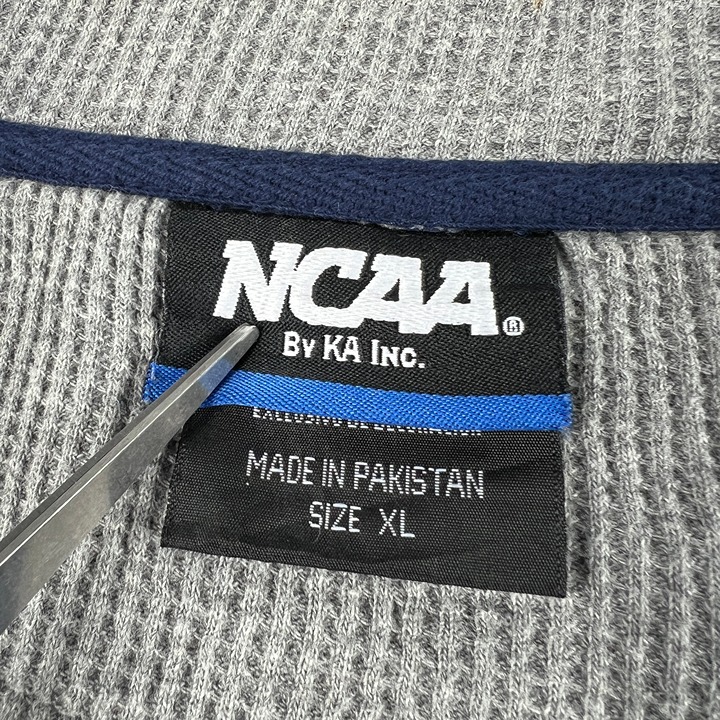 NCAA®
By KA Inc.
MADE IN PAKISTAN
SIZE XL